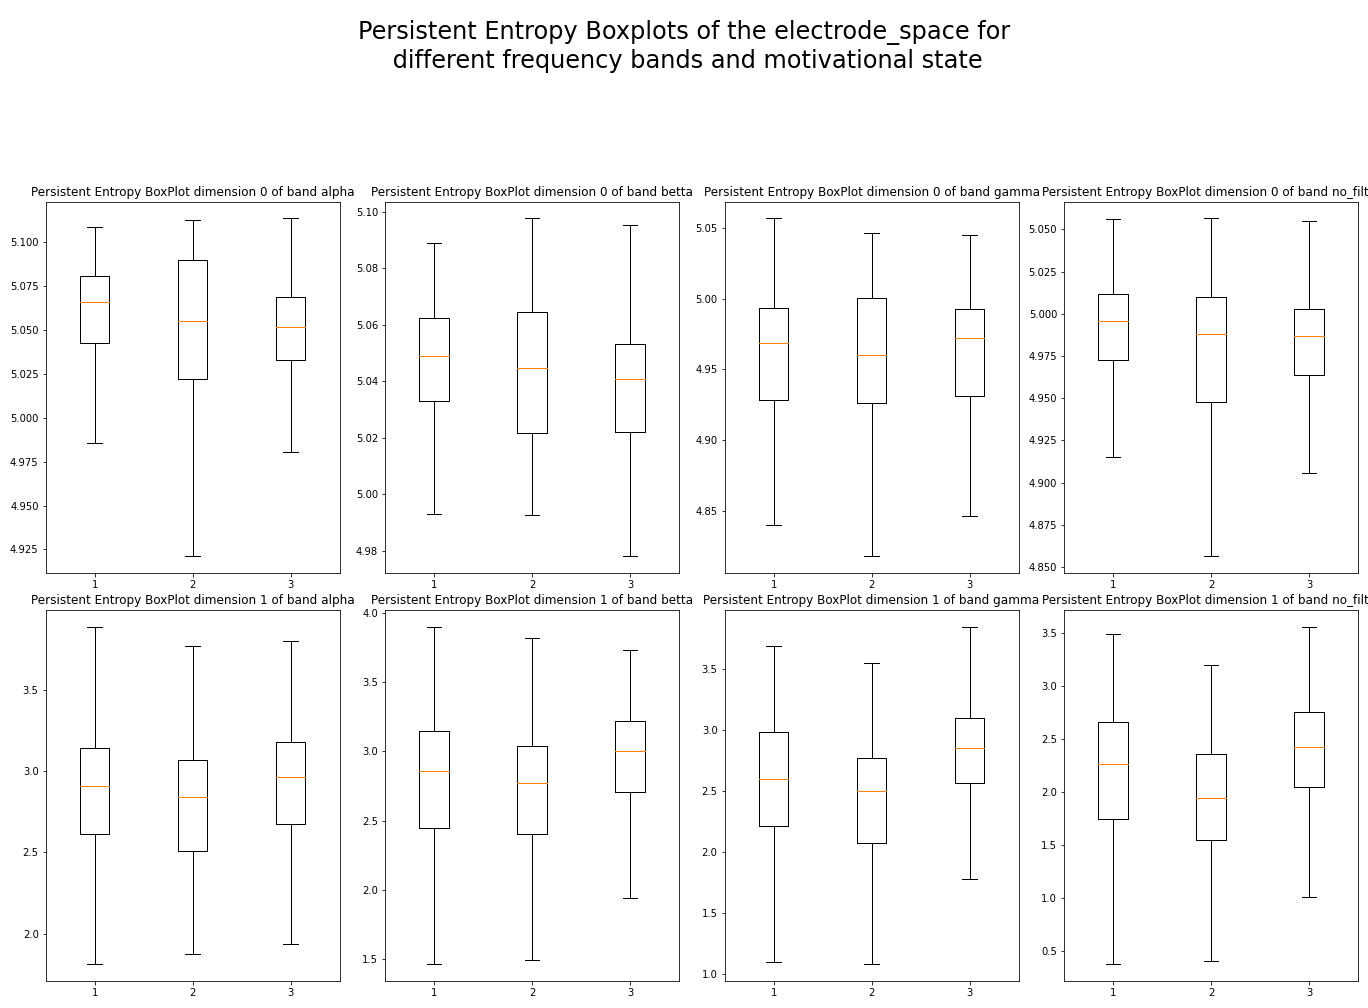 Persistent Entropy Boxplots of the electrode_space for
different frequency bands and motivational state
Persistent Entropy BoxPlot dimension 0 of band alpha
5.100
5.075
5.050
5.025
5.000
4.975
4.950
4.925
1 2 3
Persistent Entropy BoxPlot dimension 0 of band betta
5.10
5.08
5.06
5.04
5.02
5.00
4.98
1 2 3
Persistent Entropy BoxPlot dimension 0 of band gamma
5.05
5.00
4.95
4.90
4.85
1 2 3
Persistent Entropy BoxPlot dimension 0 of band no_filt
5.050
5.025
5.000
4.975
4.950
4.925
4.900
4.875
4.850
1 2 3
Persistent Entropy BoxPlot dimension 1 of band alpha
3.5
3.0
2.5
2.0
1 2 3
Persistent Entropy BoxPlot dimension 1 of band betta
4.0
3.5
3.0
2.5
2.0
1.5
1 2 3
Persistent Entropy BoxPlot dimension 1 of band gamma
3.5
3.0
2.5
2.0
1.5
1.0
1 2 3
Persistent Entropy BoxPlot dimension 1 of band no_filt
3.5
3.0
2.5
2.0
1.5
1.0
0.5
1 2 3